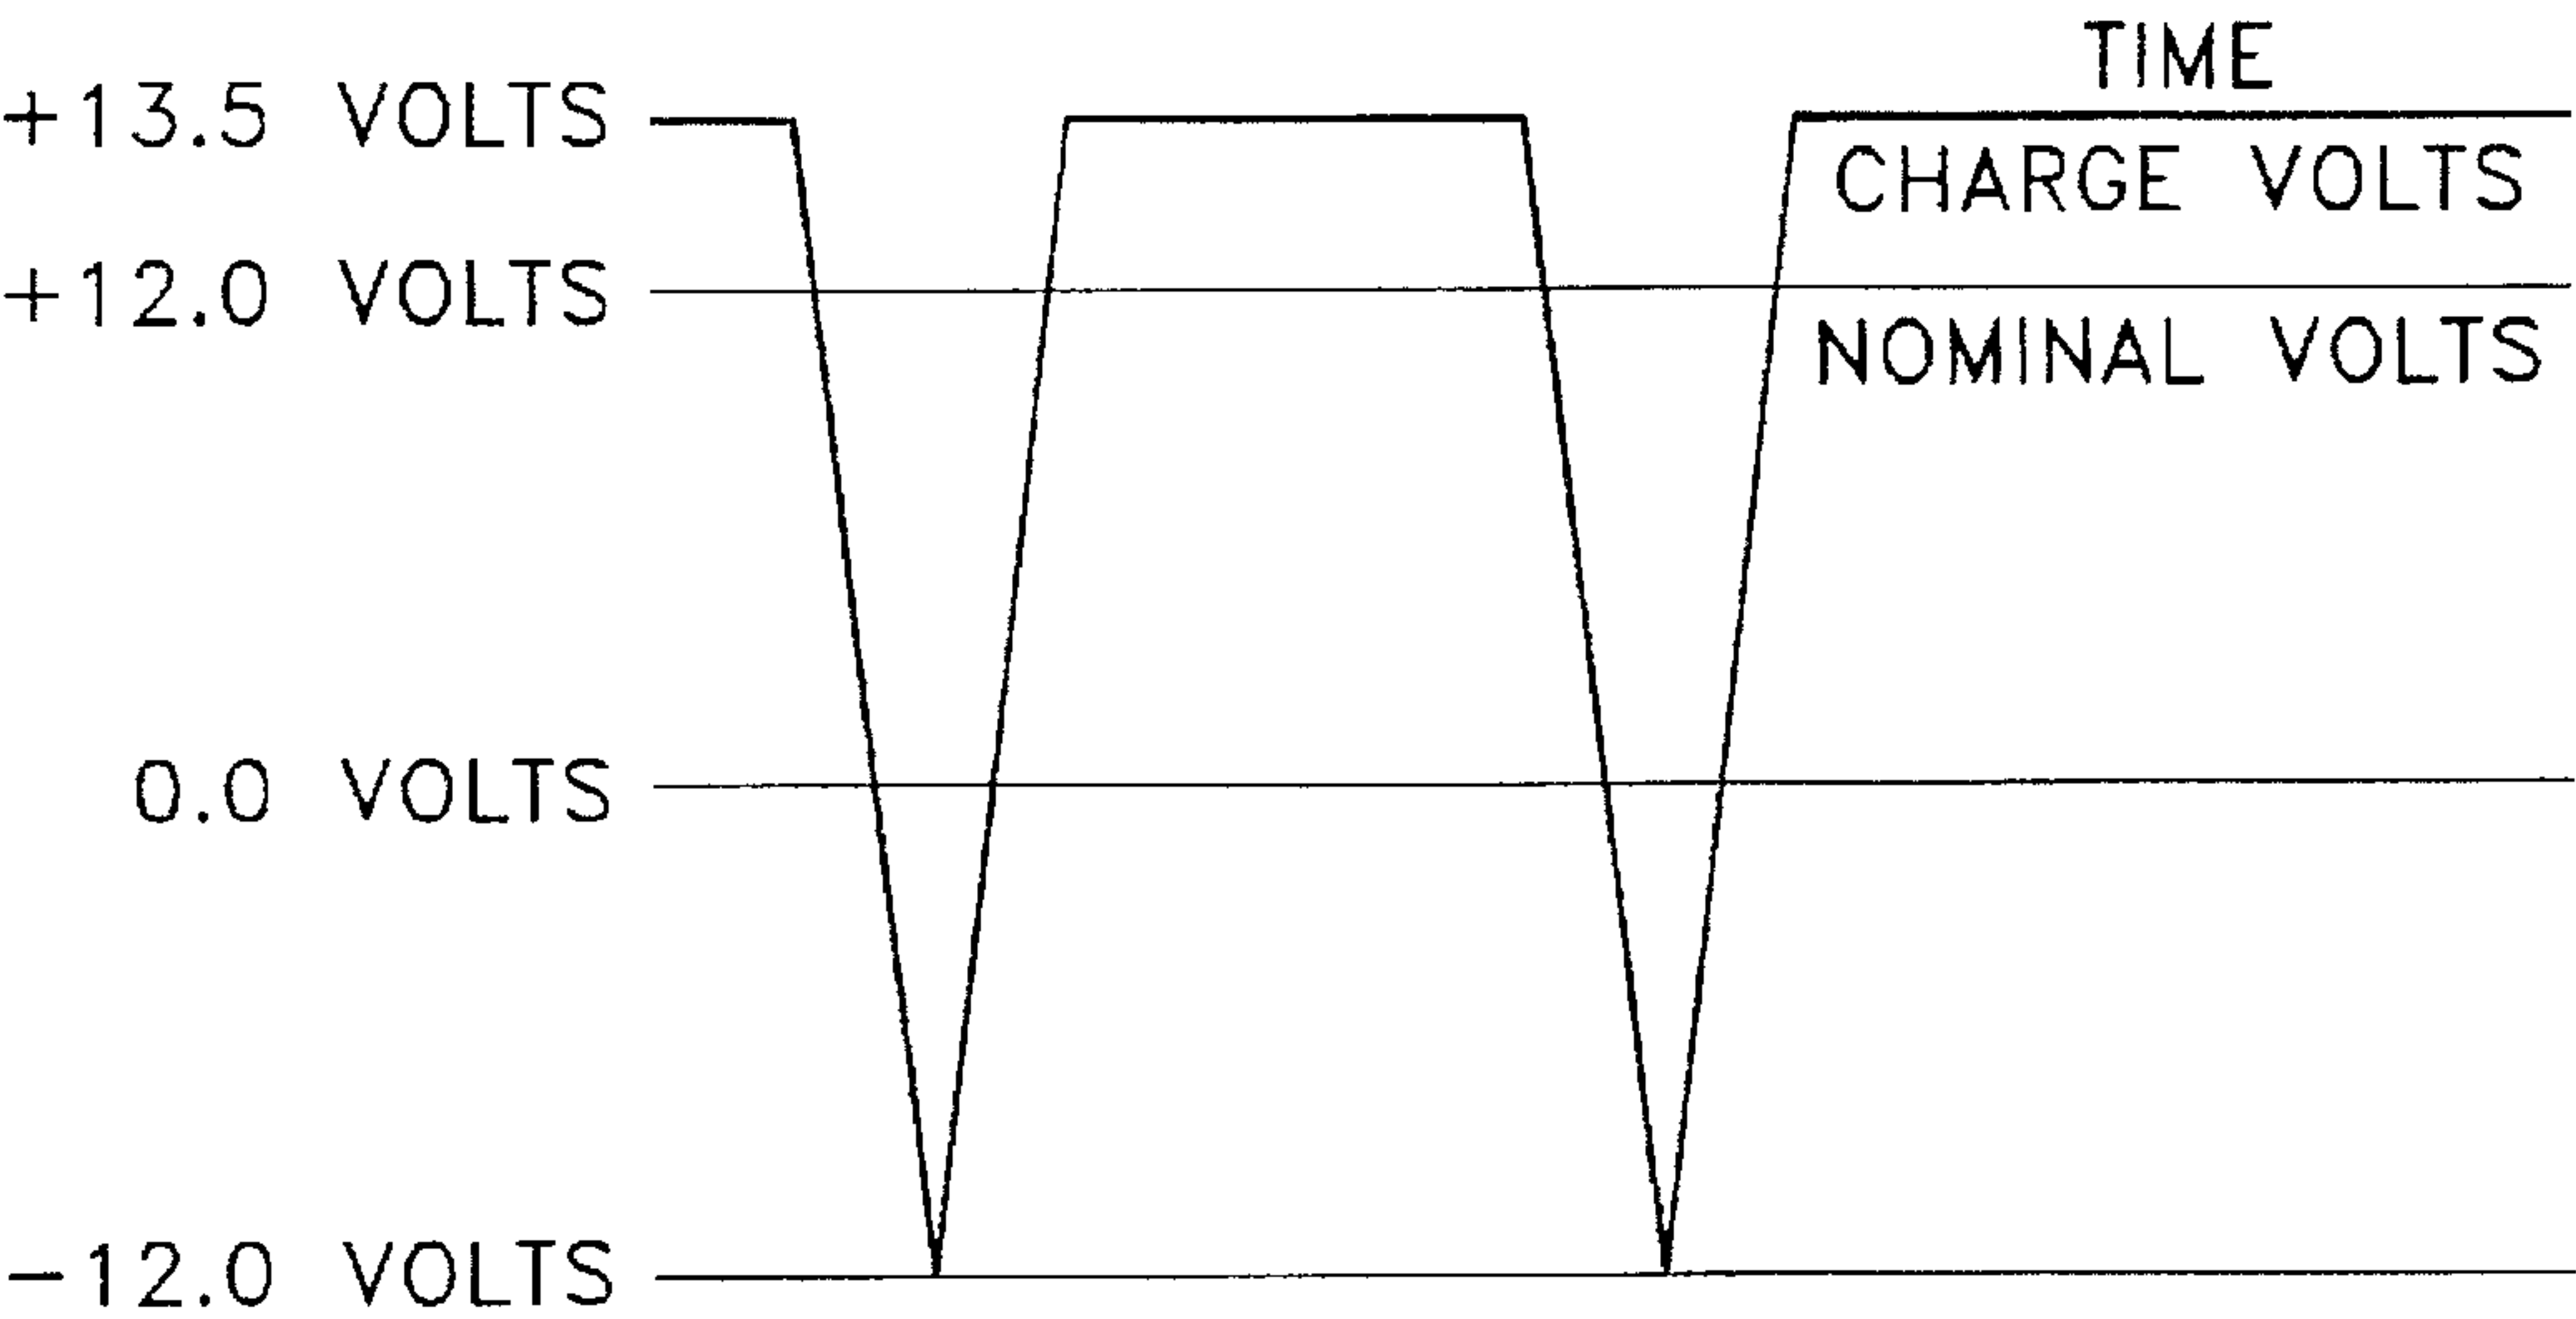 TIME
+13.5 VOLTS
CHARGE VOLTS
+12.0 VOLTS
NOMINAL VOLTS
0.0 VOLTS
−12.0 VOLTS